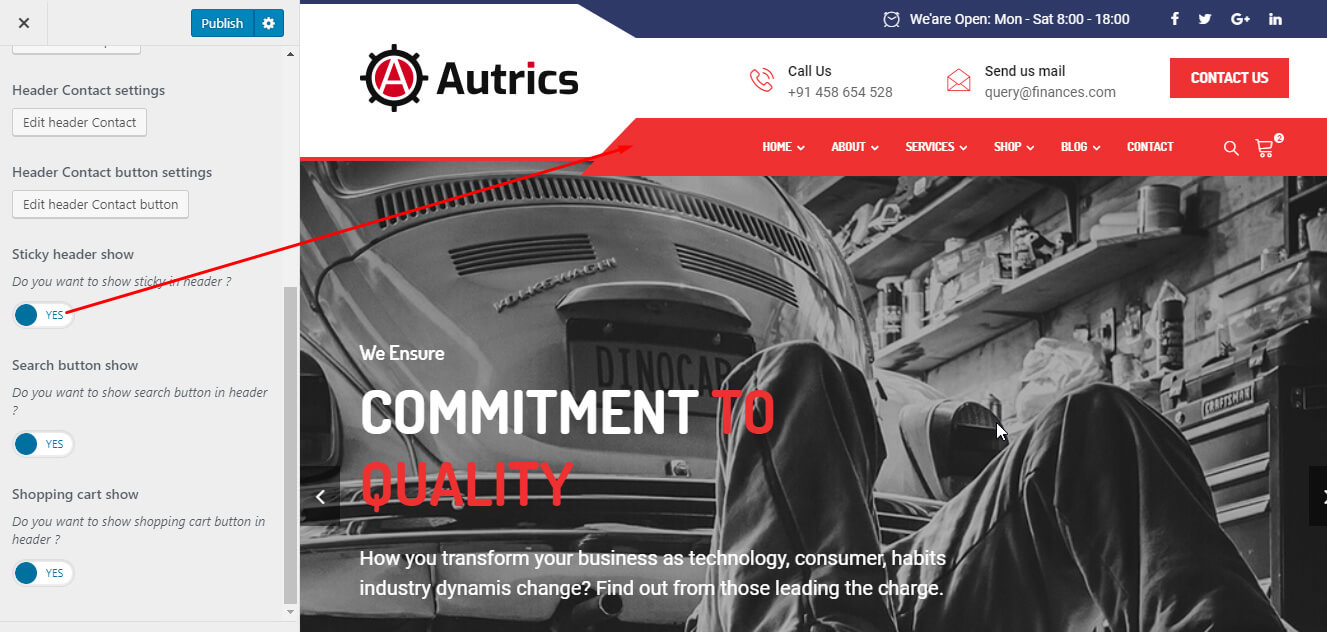 Publish
Header Contact settings
Edit header Contact
Header Contact button settings
Edit header Contact button
Sticky header show
Do you want to show sticky in header ?
YES
Search button show
Do you want to show search button in header
?
YES
Shopping cart show
Do you want to show shopping cart button in
header ?
YES
We'are Open: Mon - Sat 8:00 - 18:00
A Autrics
Call Us
+91 458 654 528
Send us mail
query@finances.com
CONTACT US
HOME ABOUT SERVICES SHOP BLOG CONTACT 2
VOLKSWAGEN
DINOCAR
CRAFTSMAN
We Ensure
COMMITMENT TO
QUALITY
How you transform your business as technology, consumer, habits
industry dynamis change? Find out from those leading the charge.